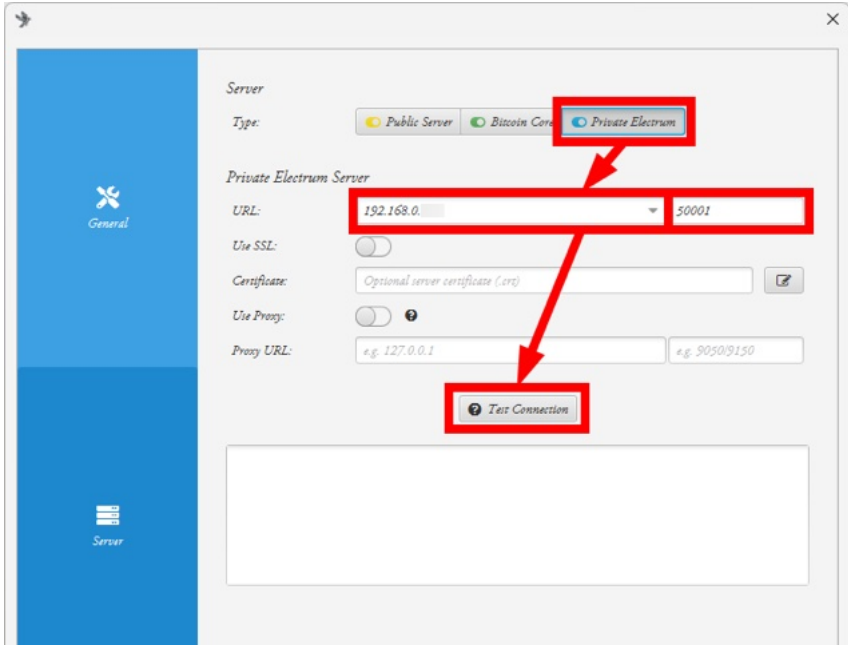 Server
Type: Public Server Bitcoin Core Private Electrum
Private Electrum Server
General
URL: 192.168.0. 50001
Use SSL:
Certificate: Optional server certificate (.crt)
Use Proxy:
Proxy URL: e.g. 127.0.0.1 e.g. 9050/9150
Test Connection
Server